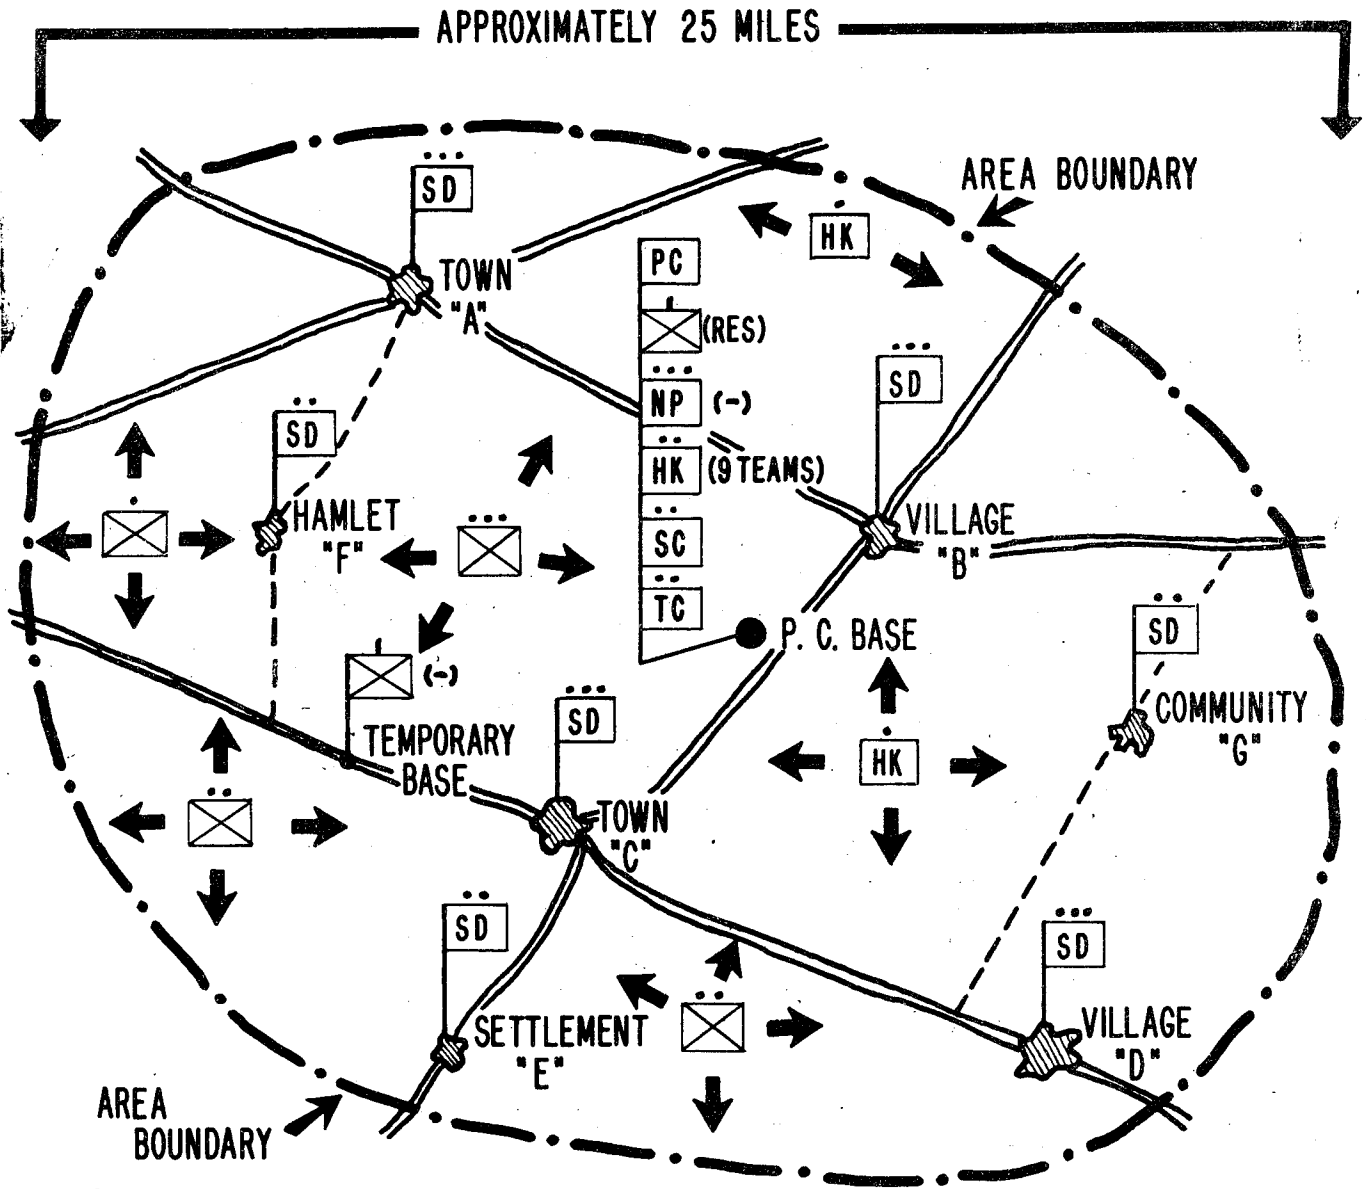 APPROXIMATELY 25 MILES
AREA BOUNDARY
SD
HK
PC
TOWN
"A"
(RES)
SD
NP (-)
SD
HK (9 TEAMS)
HAMLET
"F"
VILLAGE
"B"
SC
TC
P. C. BASE
SD
(-)
SD
COMMUNITY
"G"
TEMPORARY
BASE
HK
TOWN
"C"
SD
SD
SETTLEMENT
"E"
VILLAGE
"D"
AREA
BOUNDARY